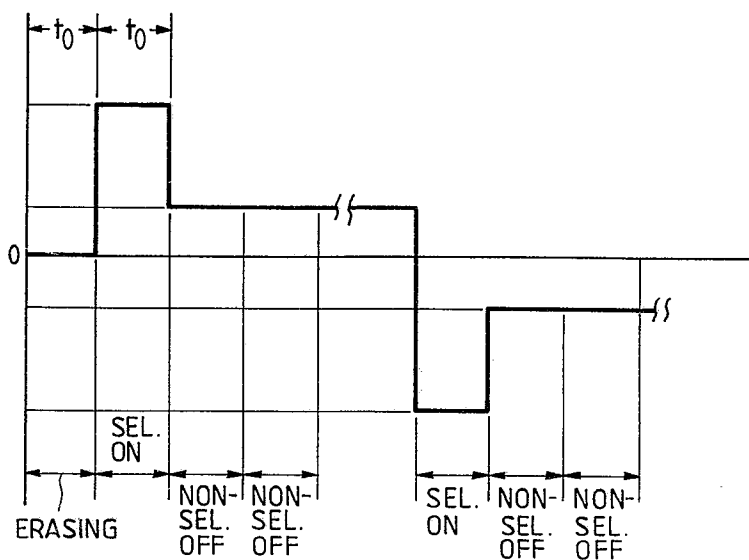 t0 t0
0
SEL. ON
ERASING
NON-SEL. OFF
NON-SEL. OFF
SEL. ON
NON-SEL. OFF
NON-SEL. OFF